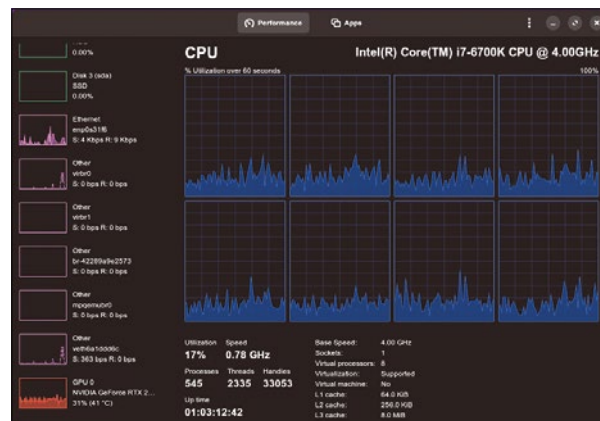 Performance
Apps
0.00%
Disk 3 (sda)
SSD
0.00%
Ethernet
enp0s31f6
S: 4 Kbps R: 9 Kbps
Other
virbr0
S: 0 bps R: 0 bps
Other
virbr1
S: 0 bps R: 0 bps
Other
br-42289a9e2573
S: 0 bps R: 0 bps
Other
mpqemubr0
S: 0 bps R: 0 bps
Other
veth6a1ddd6c
S: 363 bps R: 0 bps
GPU 0
NVIDIA GeForce RTX 2...
31% (41 °C)
CPU
Intel(R) Core(TM) i7-6700K CPU @ 4.00GHz
% Utilization over 60 seconds
100%
Utilization Speed
17% 0.78 GHz
Processes Threads Handles
545 2335 33053
Up time
01:03:12:42
Base Speed: 4.00 GHz
Sockets: 1
Virtual processors: 8
Virtualization: Supported
Virtual machine: No
L1 cache: 64.0 KiB
L2 cache: 256.0 KiB
L3 cache: 8.0 MiB